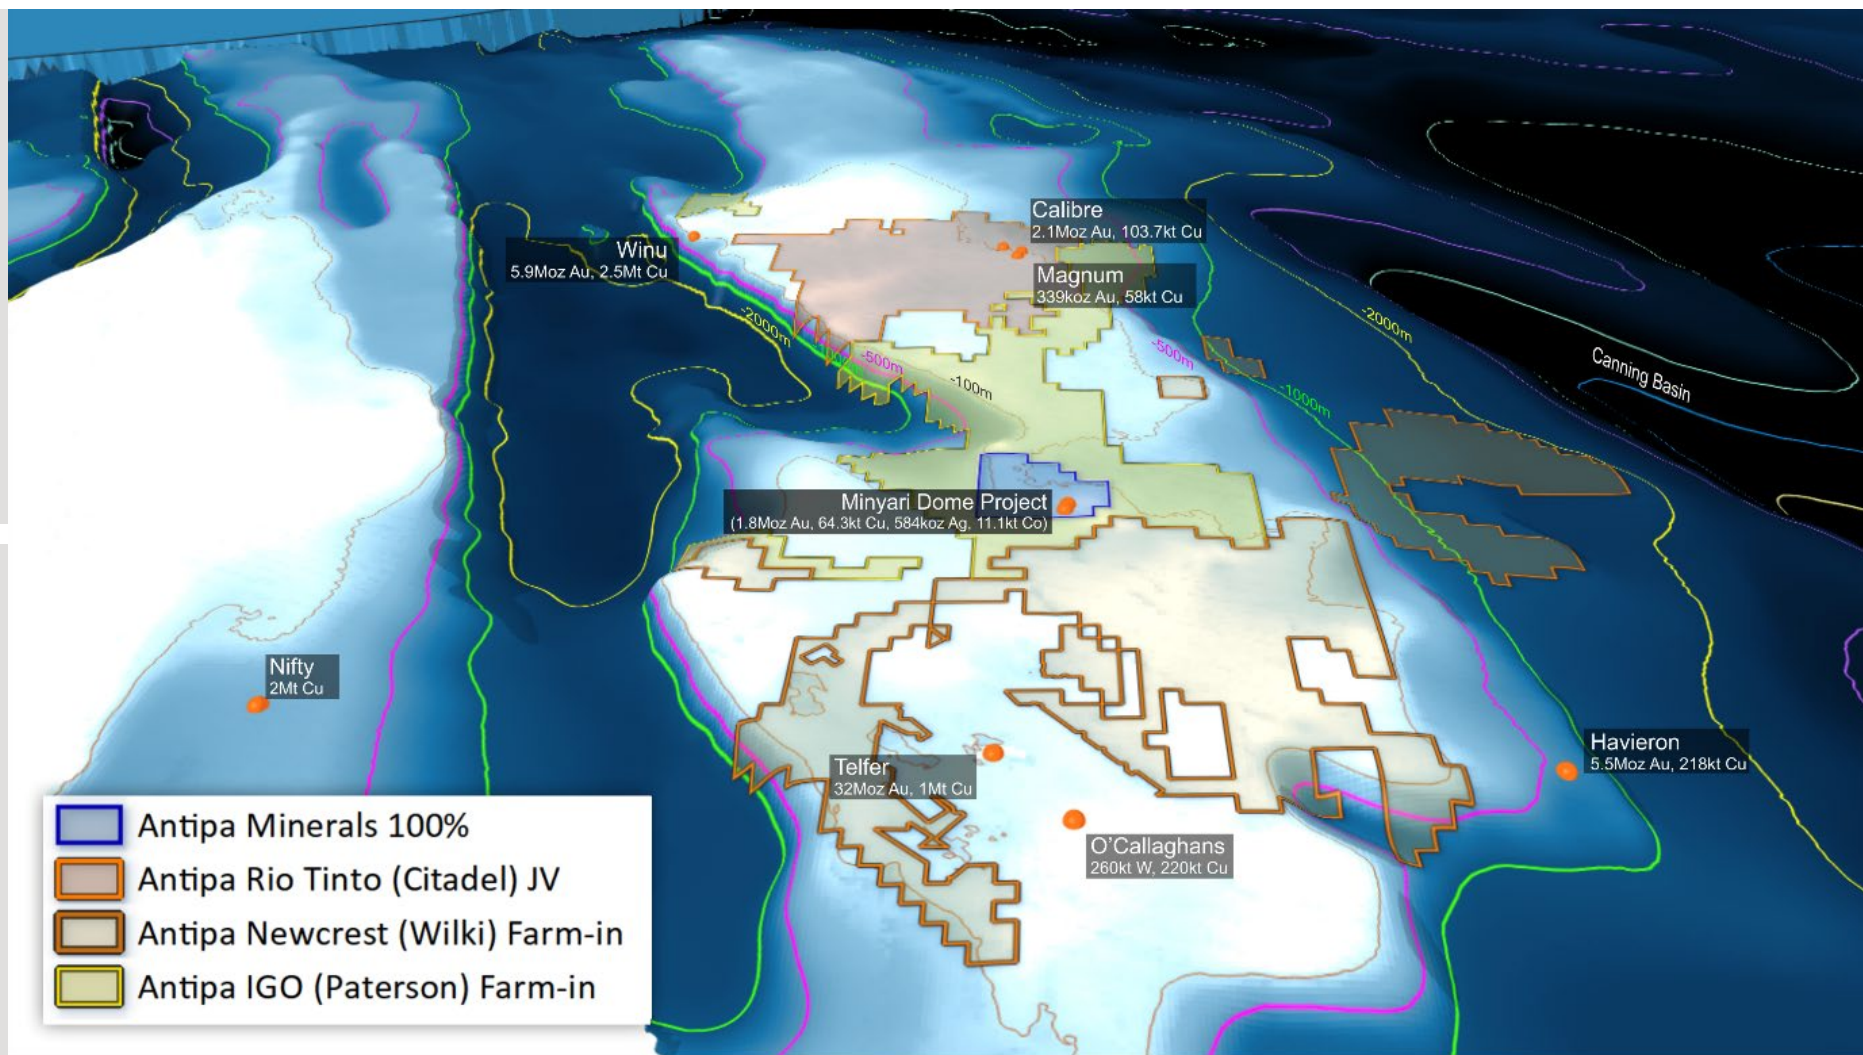 Calibre
2.1Moz Au, 103.7kt Cu
Winu
5.9Moz Au, 2.5Mt Cu
Magnum
339koz Au, 58kt Cu
-2000m
-500m
-100m
-500m
-1000m
-2000m
Canning Basin
Minyari Dome Project
(1.8Moz Au, 64.3kt Cu, 584koz Ag, 11.1kt Co)
Nifty
2Mt Cu
Telfer
32Moz Au, 1Mt Cu
Havieron
5.5Moz Au, 218kt Cu
O'Callaghans
260kt W, 220kt Cu
Antipa Minerals 100%
Antipa Rio Tinto (Citadel) JV
Antipa Newcrest (Wilki) Farm-in
Antipa IGO (Paterson) Farm-in